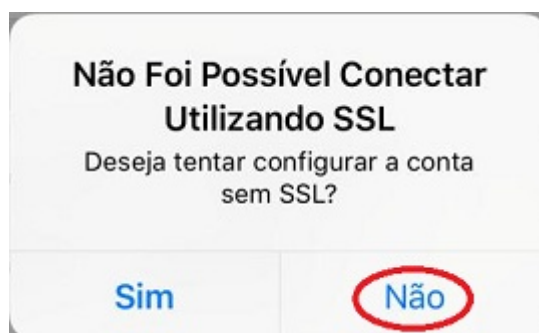 Não Foi Possível Conectar
Utilizando SSL
Deseja tentar configurar a conta
sem SSL?
Sim
Não